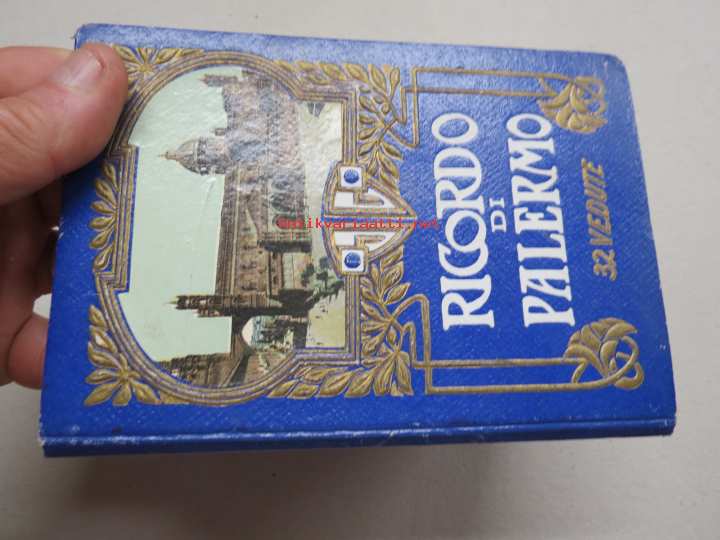 RICORDO
DI
PALERMO
32 VEDUTE
antikvariaatti.net